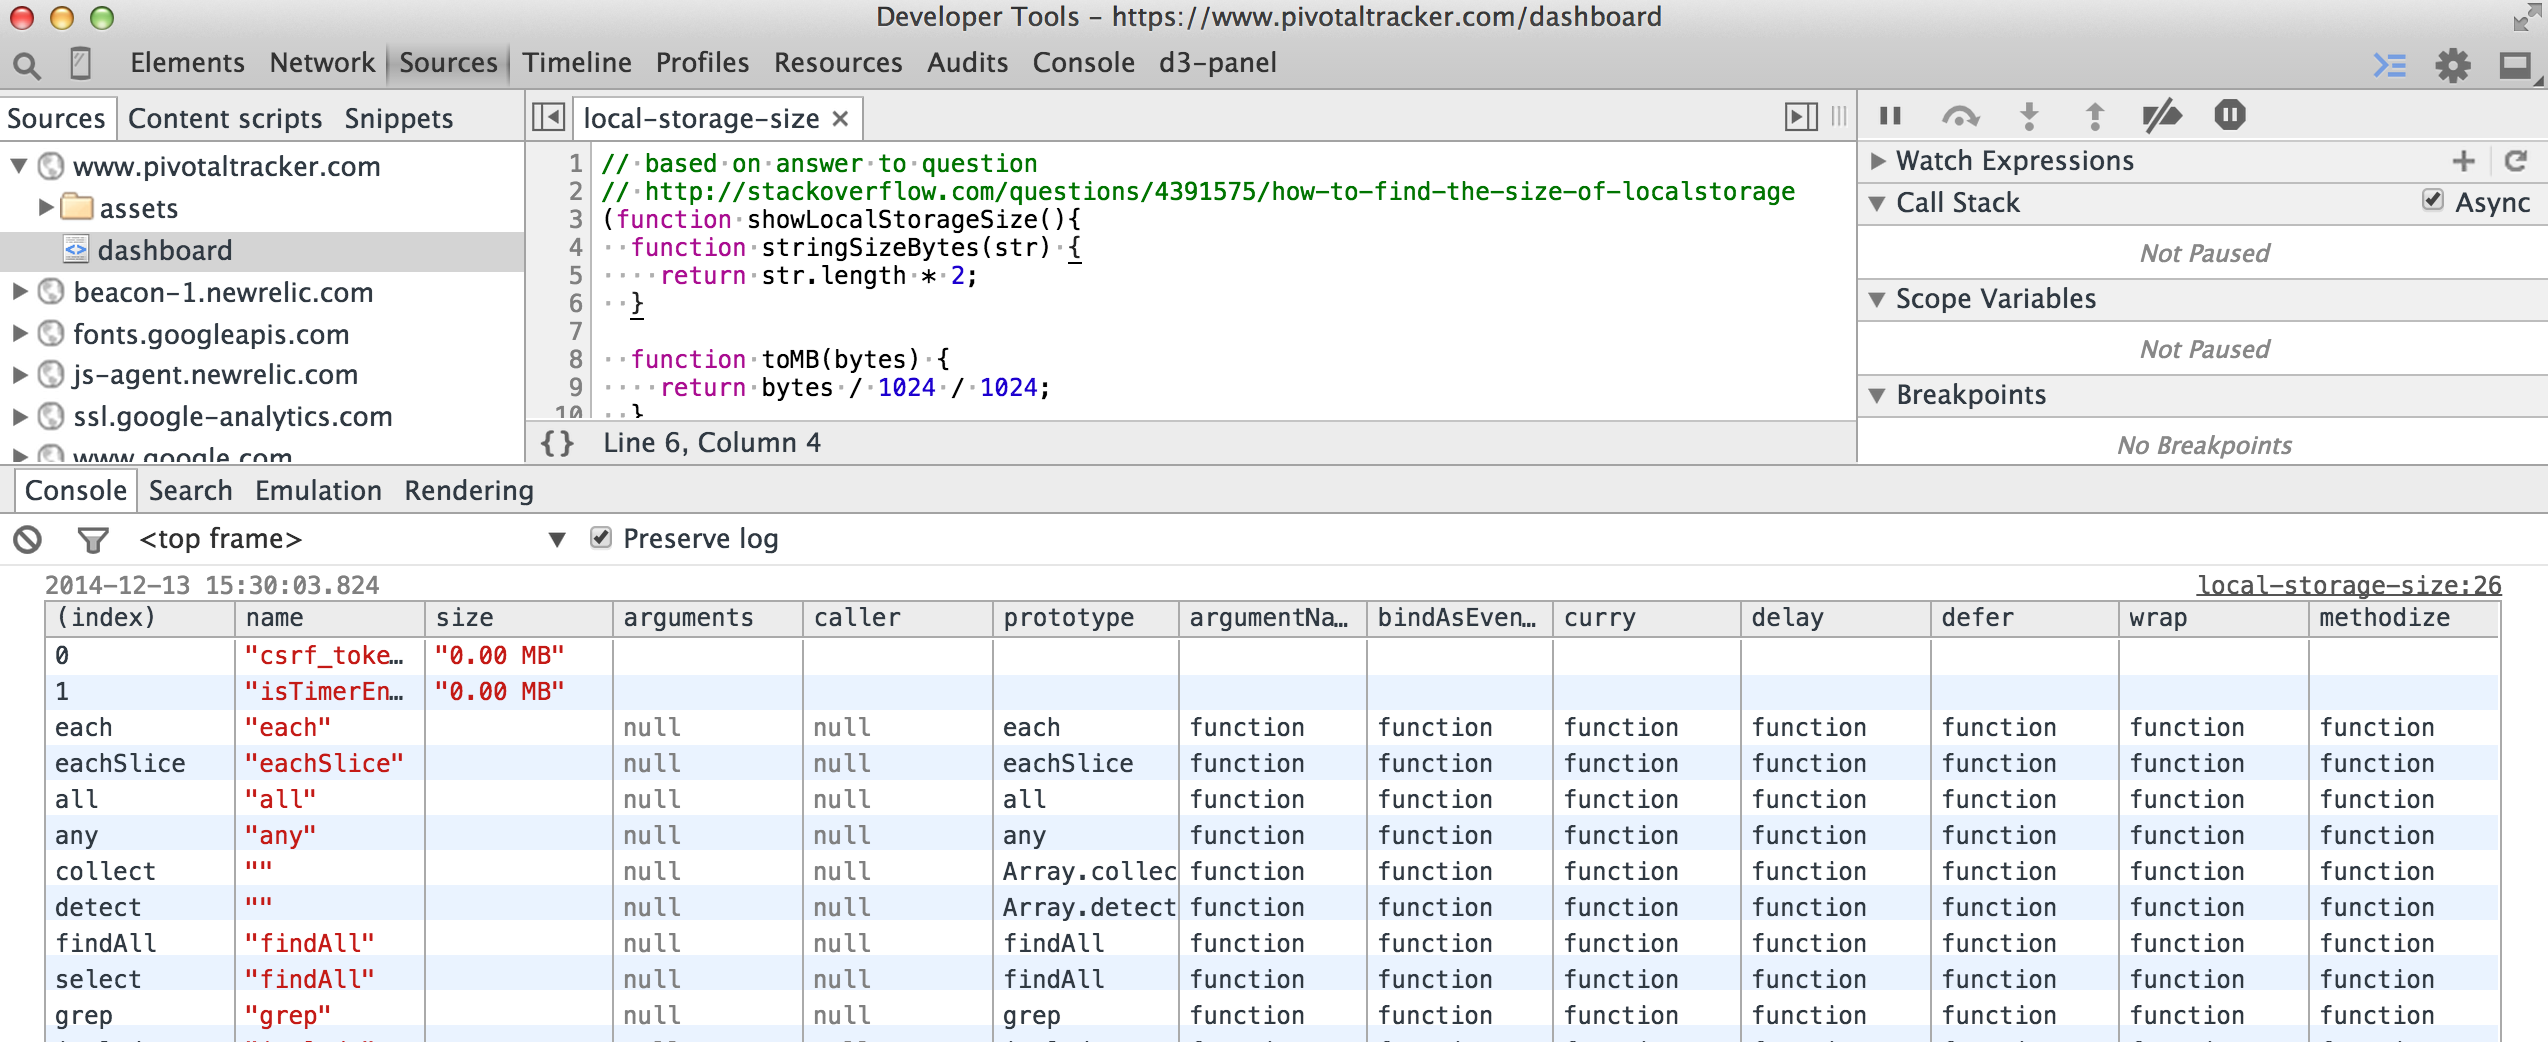 Developer Tools - https://www.pivotaltracker.com/dashboard
Elements Network Sources Timeline Profiles Resources Audits Console d3-panel
Sources Content scripts Snippets
www.pivotaltracker.com
assets
dashboard
beacon-1.newrelic.com
fonts.googleapis.com
js-agent.newrelic.com
ssl.google-analytics.com
www.google.com
local-storage-size ×
1 // based on answer to question
2 // http://stackoverflow.com/questions/4391575/how-to-find-the-size-of-localstorage
3 (function showLocalStorageSize(){
4   function stringSizeBytes(str) {
5     return str.length * 2;
6   }
7
8   function toMB(bytes) {
9     return bytes / 1024 / 1024;
10   }
{} Line 6, Column 4
Watch Expressions
Call Stack Async
Not Paused
Scope Variables
Not Paused
Breakpoints
No Breakpoints
Console Search Emulation Rendering
<top frame> ▼ Preserve log
2014-12-13 15:30:03.824 local-storage-size:26
(index) name size arguments caller prototype argumentNa… bindAsEven… curry delay defer wrap methodize
0 "csrf_toke… "0.00 MB"
1 "isTimerEn… "0.00 MB"
each "each" null null each function function function function function function function
eachSlice "eachSlice" null null eachSlice function function function function function function function
all "all" null null all function function function function function function function
any "any" null null any function function function function function function function
collect "" null null Array.collec function function function function function function function
detect "" null null Array.detect function function function function function function function
findAll "findAll" null null findAll function function function function function function function
select "findAll" null null findAll function function function function function function function
grep "grep" null null grep function function function function function function function